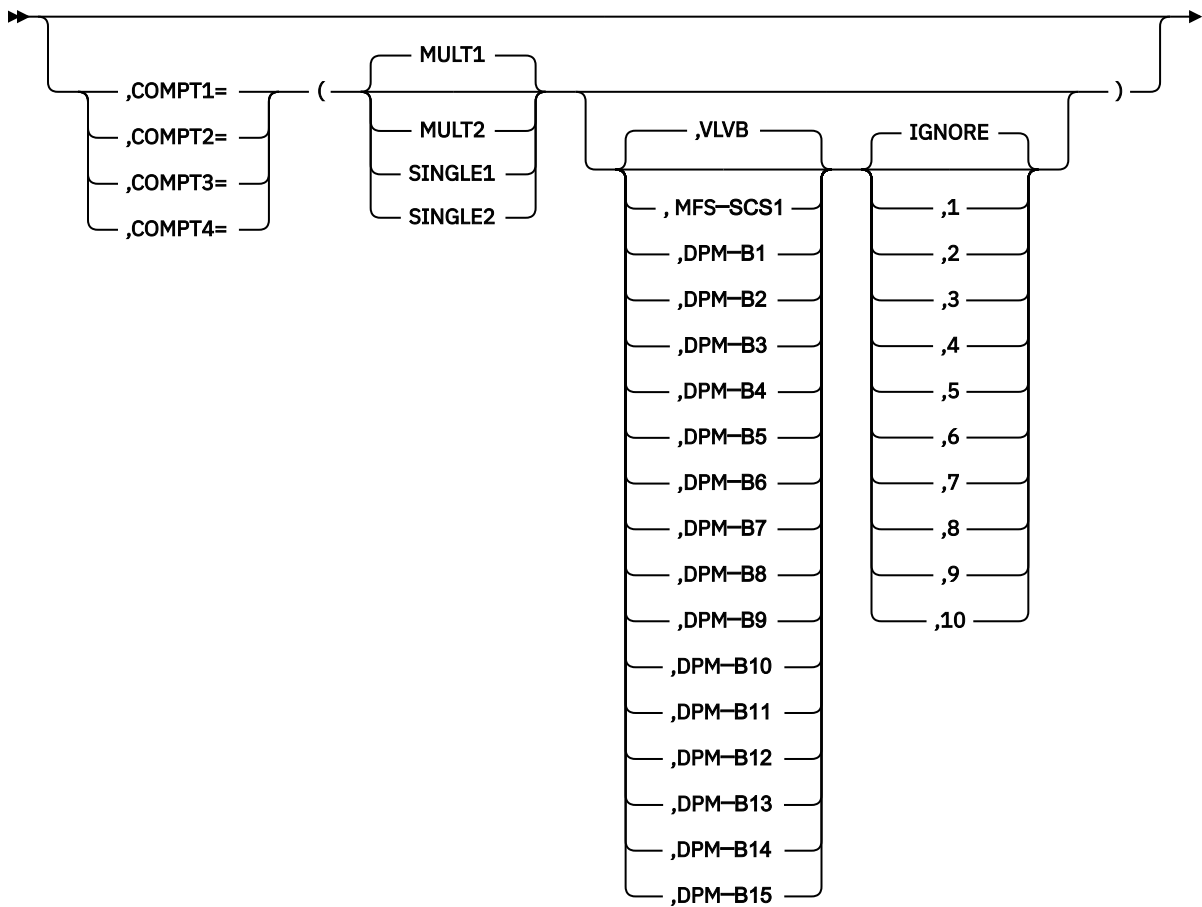 ,COMPT1=
,COMPT2=
,COMPT3=
,COMPT4=
(
MULT1
MULT2
SINGLE1
SINGLE2
,VLVB
, MFS-SCS1
,DPM-B1
,DPM-B2
,DPM-B3
,DPM-B4
,DPM-B5
,DPM-B6
,DPM-B7
,DPM-B8
,DPM-B9
,DPM-B10
,DPM-B11
,DPM-B12
,DPM-B13
,DPM-B14
,DPM-B15
IGNORE
,1
,2
,3
,4
,5
,6
,7
,8
,9
,10
)